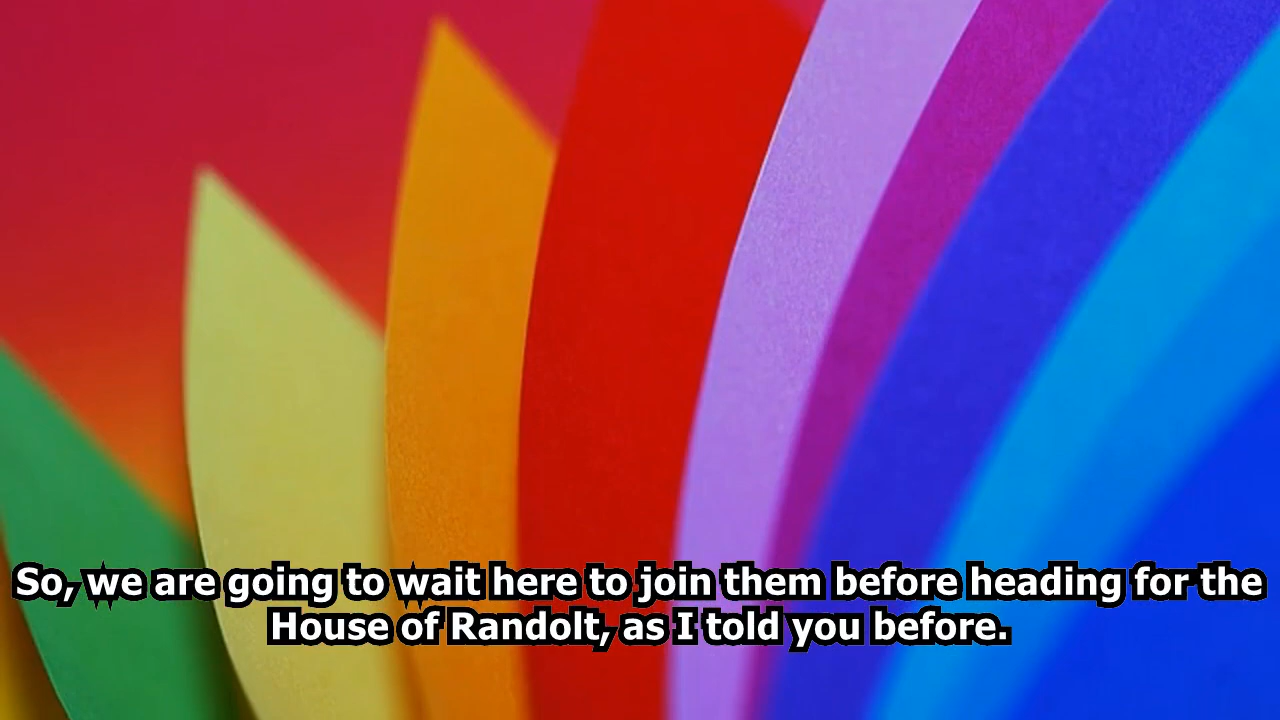 So, we are going to wait here to join them before heading for the
House of Randolt, as I told you before.